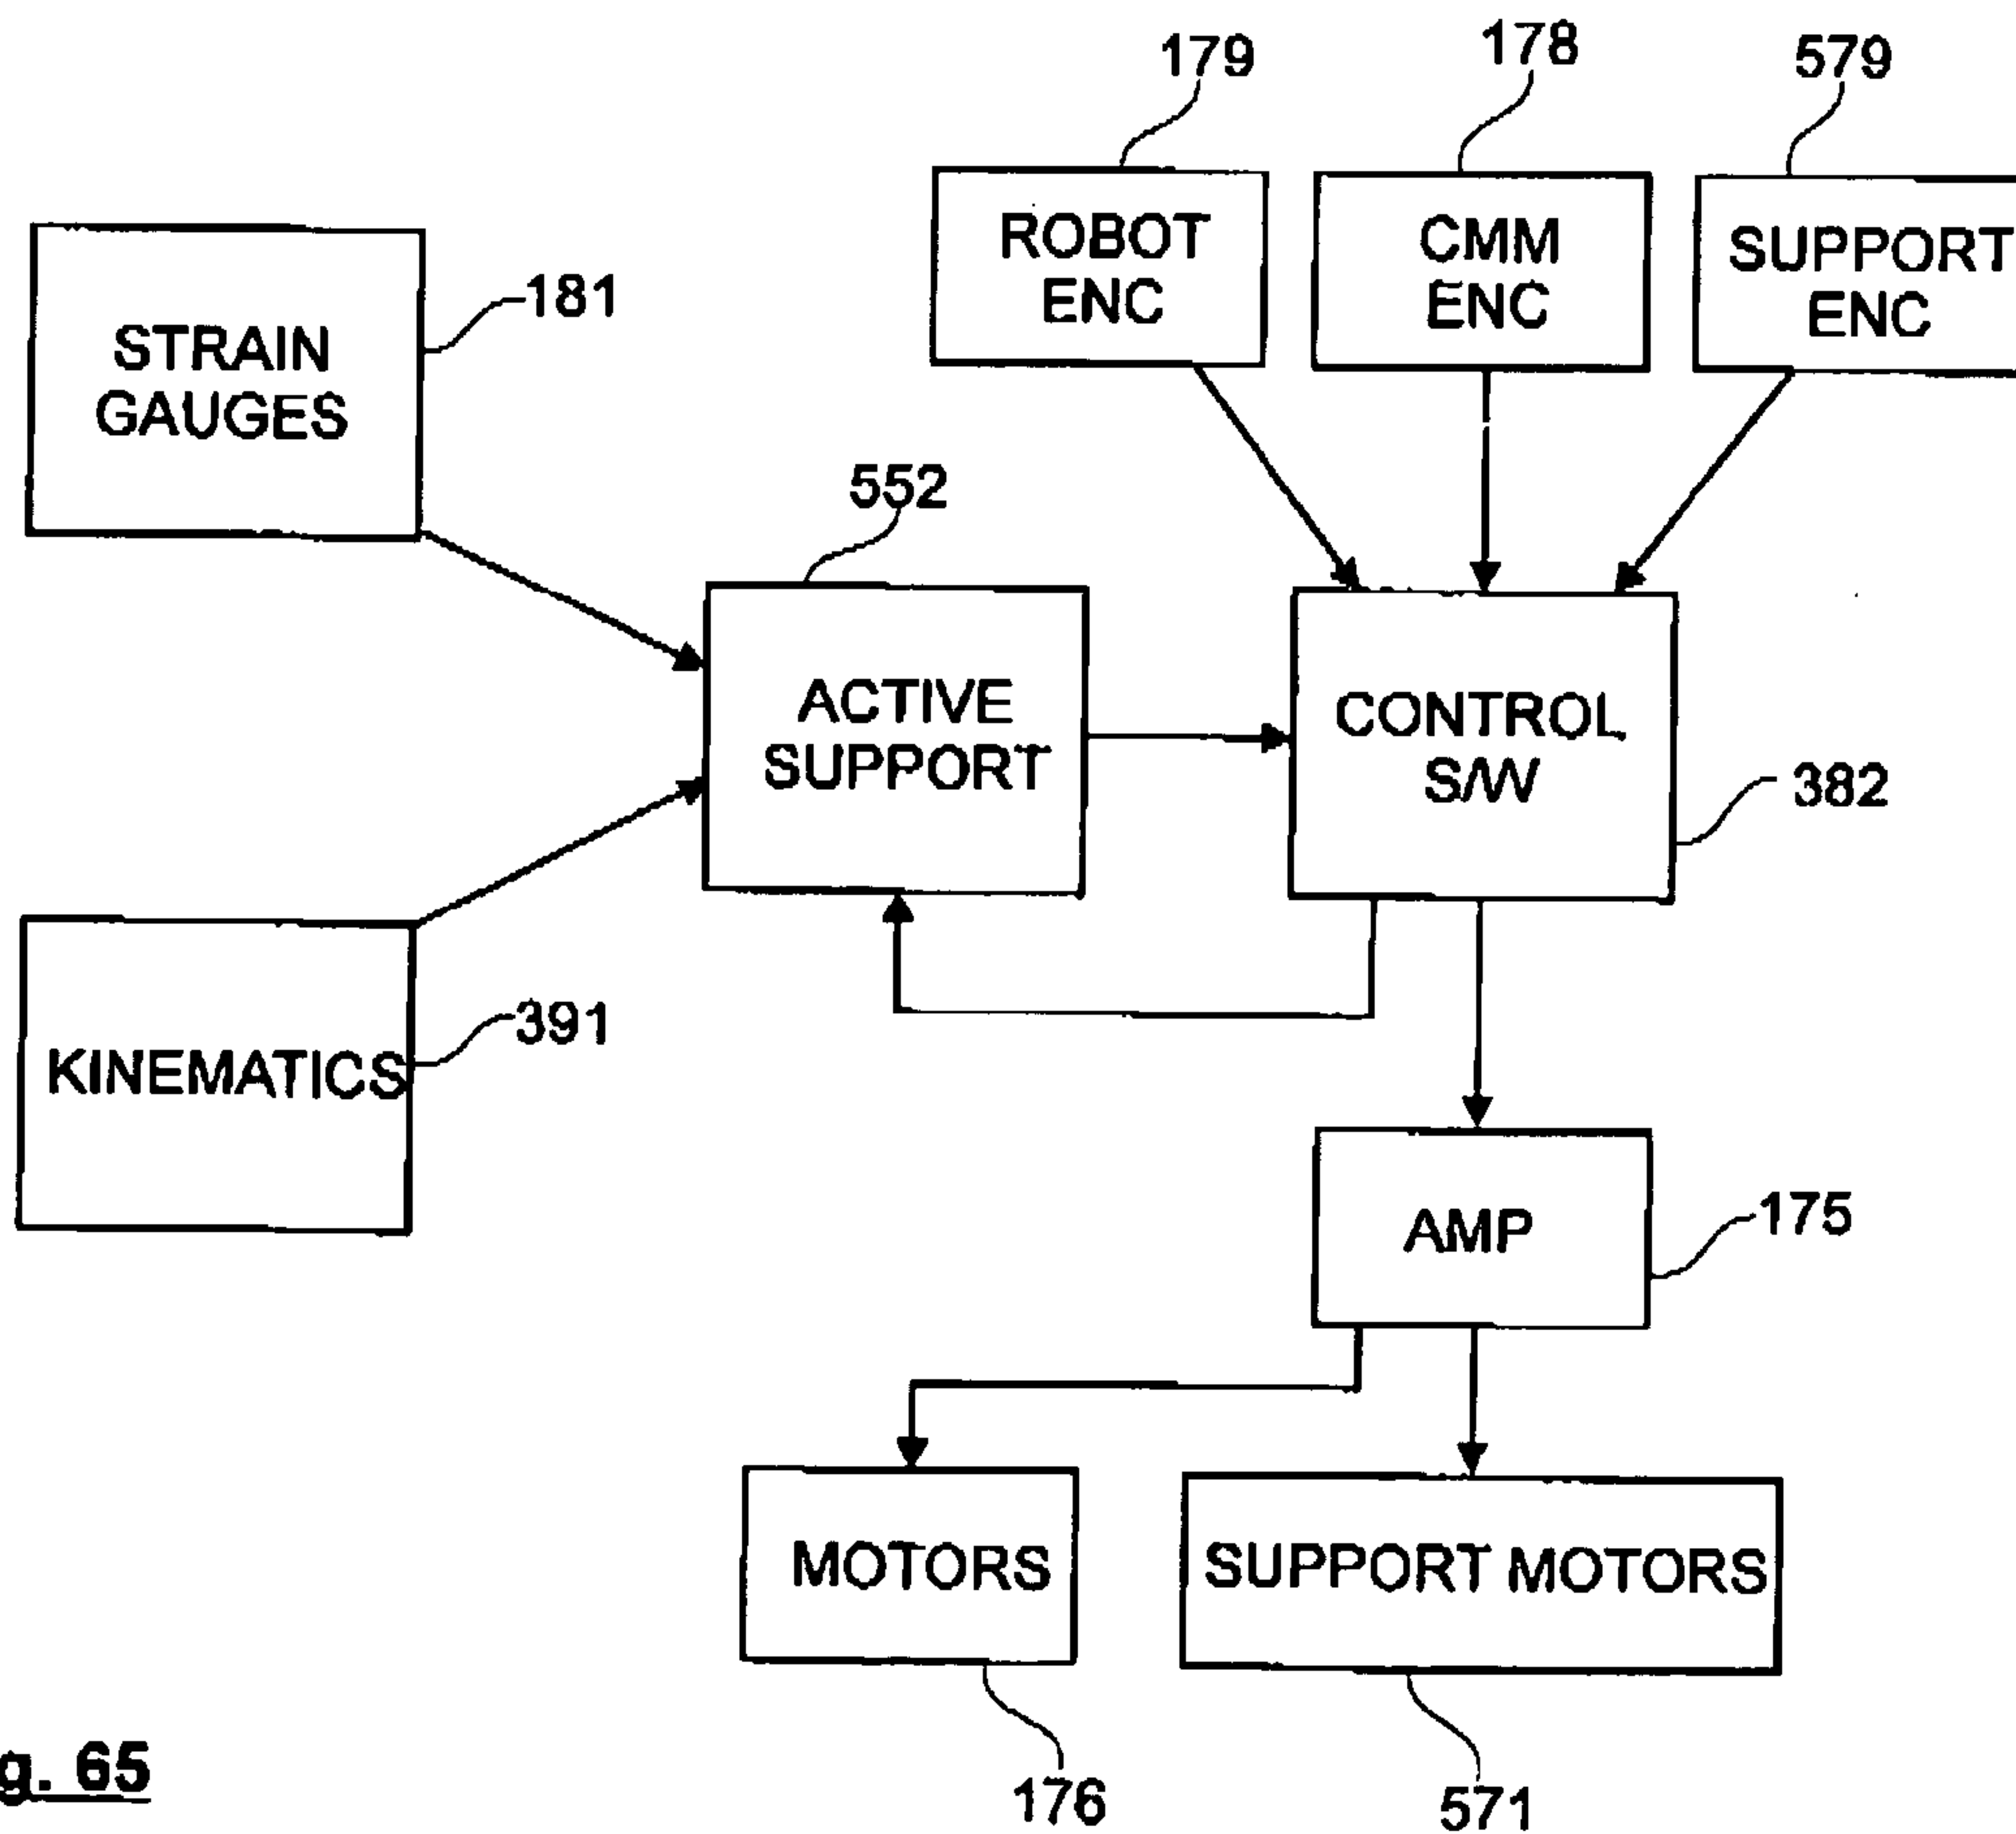 179
178
579
ROBOT
ENC
CMM
ENC
SUPPORT
ENC
181
STRAIN
GAUGES
552
ACTIVE
SUPPORT
CONTROL
S/W
382
391
KINEMATICS
AMP
175
MOTORS
SUPPORT MOTORS
176
571
g. 65